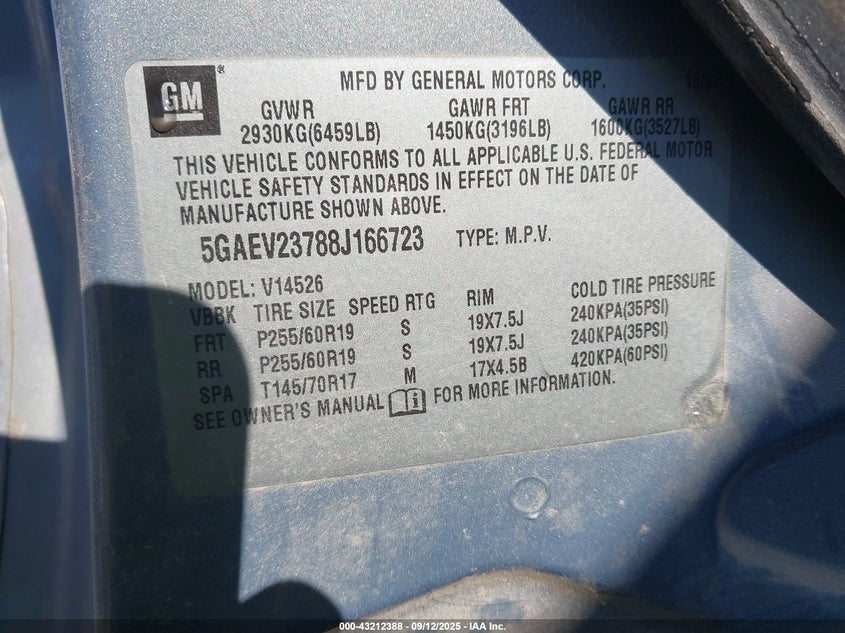 GM
MFD BY GENERAL MOTORS CORP.
GVWR GAWR FRT GAWR RR
2930KG(6459LB) 1450KG(3196LB) 1600KG(3527LB)
THIS VEHICLE CONFORMS TO ALL APPLICABLE U.S. FEDERAL MOTOR
VEHICLE SAFETY STANDARDS IN EFFECT ON THE DATE OF
MANUFACTURE SHOWN ABOVE.
5GAEV23788J166723 TYPE: M.P.V.
MODEL: V14526
VBBK TIRE SIZE SPEED RTG RIM COLD TIRE PRESSURE
FRT P255/60R19 S 19X7.5J 240KPA(35PSI)
RR P255/60R19 S 19X7.5J 240KPA(35PSI)
SPA T145/70R17 M 17X4.5B 420KPA(60PSI)
SEE OWNER'S MANUAL FOR MORE INFORMATION.
000-43212388 - 09/12/2025 - IAA Inc.